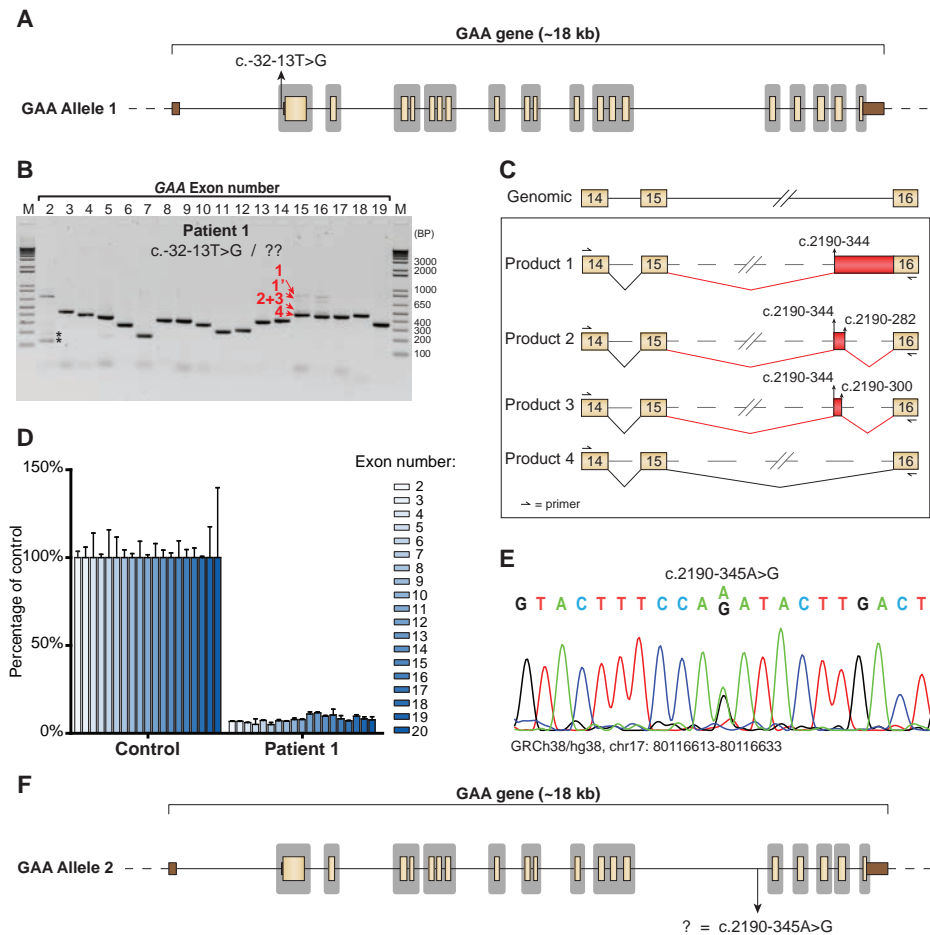 A
GAA gene (~18 kb)
c.-32-13T>G
GAA Allele 1
B
GAA Exon number
M 2 3 4 5 6 7 8 9 10 11 12 13 14 15 16 17 18 19 M
Patient 1
c.-32-13T>G / ??
(BP)
3000
2000
1000
650
400
300
200
100
1
1'
2+3
4
*
*
C
Genomic
14 15 16
c.2190-344
Product 1
14 15 16
c.2190-344
c.2190-282
Product 2
14 15 16
c.2190-344
c.2190-300
Product 3
14 15 16
Product 4
14 15 16
= primer
D
150%
100%
50%
0%
Percentage of control
Control
Patient 1
Exon number:
2
3
4
5
6
7
8
9
10
11
12
13
14
15
16
17
18
19
20
E
c.2190-345A>G
A
G T A C T T T C C A G A T A C T T G A C T
GRCh38/hg38, chr17: 80116613-80116633
F
GAA gene (~18 kb)
GAA Allele 2
? = c.2190-345A>G